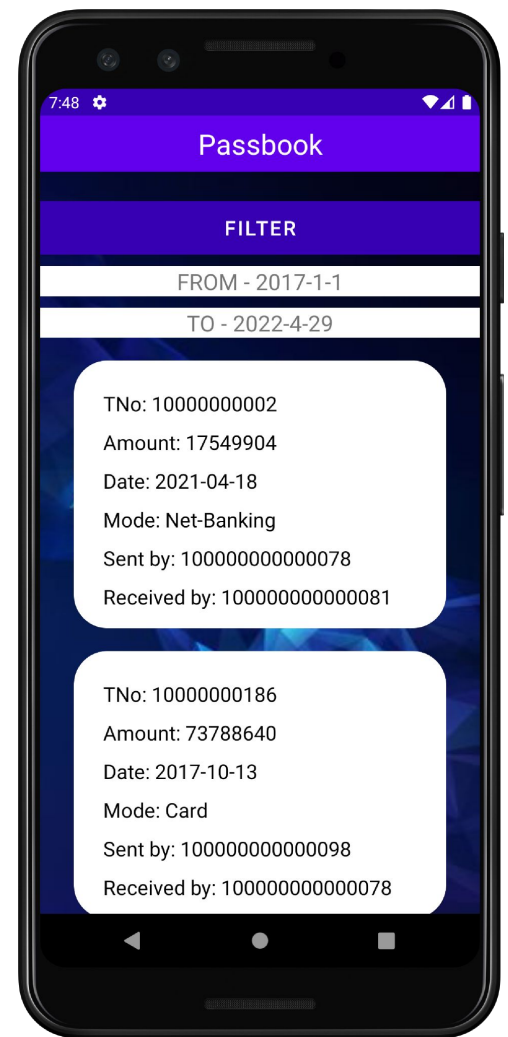 7:48
Passbook
FILTER
FROM - 2017-1-1
TO - 2022-4-29
TNo: 10000000002
Amount: 17549904
Date: 2021-04-18
Mode: Net-Banking
Sent by: 100000000000078
Received by: 100000000000081
TNo: 10000000186
Amount: 73788640
Date: 2017-10-13
Mode: Card
Sent by: 100000000000098
Received by: 100000000000078